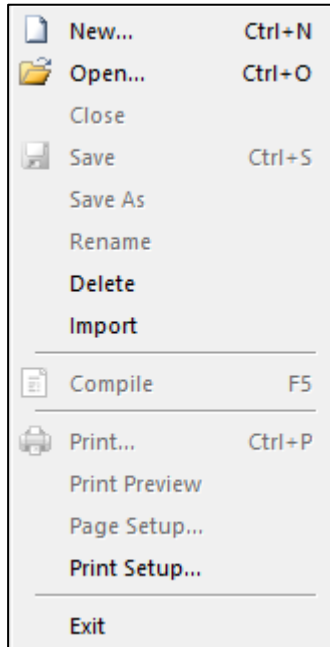 New... Ctrl+N
Open... Ctrl+O
Close
Save Ctrl+S
Save As
Rename
Delete
Import
Compile F5
Print... Ctrl+P
Print Preview
Page Setup...
Print Setup...
Exit